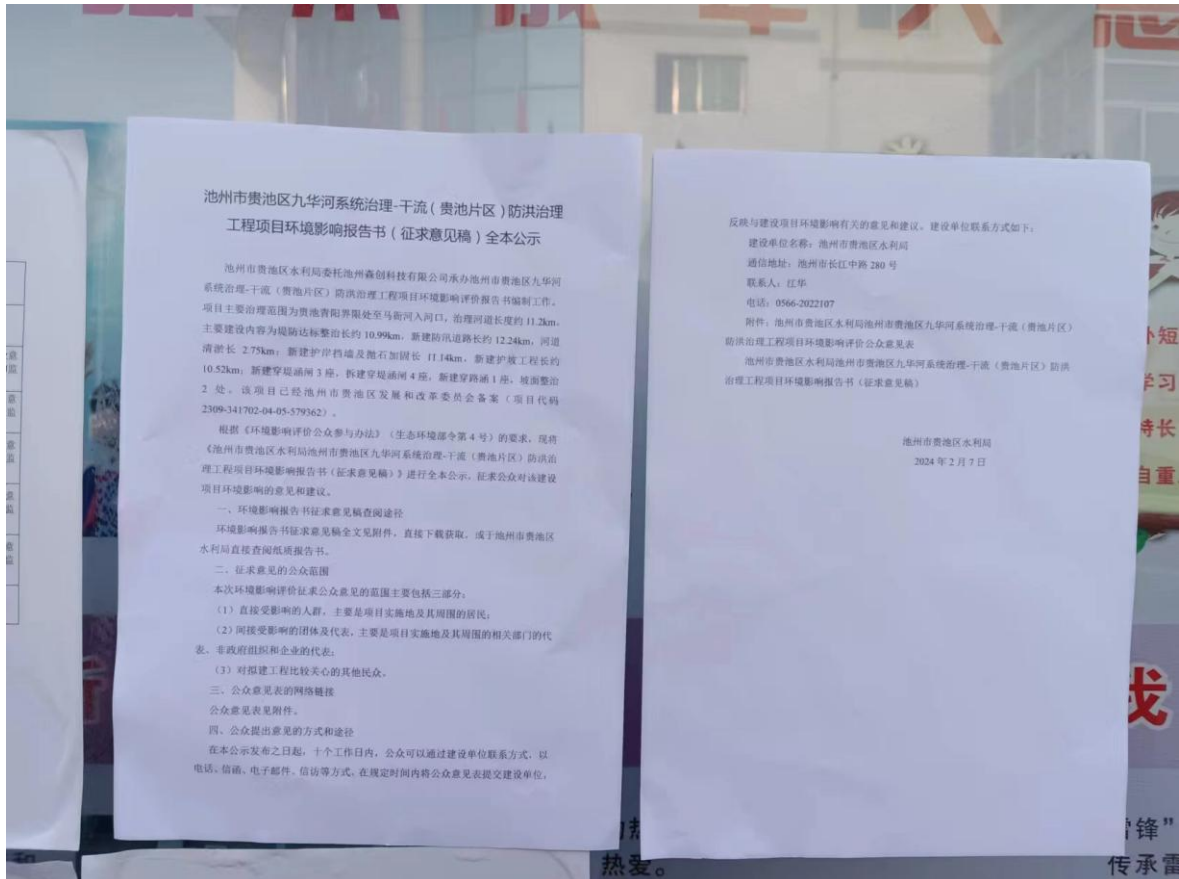 池州市贵池区九华河系统治理-干流（贵池片区）防洪治理
工程项目环境影响报告书（征求意见稿）全本公示
池州市贵池区水利局委托池州鑫创科技有限公司承办池州市贵池区九华河
系统治理-干流（贵池片区）防洪治理工程项目环境影响评价报告书编制工作。
项目主要治理范围为贵池青阳界限处至马衙河入河口，治理河道长度约 11.2km，
主要建设内容为堤防达标整治长约 10.99km，新建防汛道路长约 12.24km，河道
清淤长 2.75km；新建护岸挡墙及抛石加固长 11.14km，新建护坡工程长约
10.52km；新建穿堤涵闸 3 座，拆建穿堤涵闸 4 座，新建穿路涵 1 座，坡面整治
2 处。该项目已经池州市贵池区发展和改革委员会备案（项目代码
2309-341702-04-05-579362）。
根据《环境影响评价公众参与办法》（生态环境部令第 4 号）的要求，现将
《池州市贵池区水利局池州市贵池区九华河系统治理-干流（贵池片区）防洪治
理工程项目环境影响报告书（征求意见稿）》进行全本公示，征求公众对该建设
项目环境影响的意见和建议。
一、环境影响报告书征求意见稿查阅途径
环境影响报告书征求意见稿全文见附件，直接下载获取，或于池州市贵池区
水利局直接查阅纸质报告书。
二、征求意见的公众范围
本次环境影响评价征求公众意见的范围主要包括三部分：
（1）直接受影响的人群，主要是项目实施地及其周围的居民；
（2）间接受影响的团体及代表，主要是项目实施地及其周围的相关部门的代
表、非政府组织和企业的代表；
（3）对拟建工程比较关心的其他民众。
三、公众意见表的网络链接
公众意见表见附件。
四、公众提出意见的方式和途径
在本公示发布之日起，十个工作日内，公众可以通过建设单位联系方式，以
电话、信函、电子邮件、信访等方式，在规定时间内将公众意见表提交建设单位，
反映与建设项目环境影响有关的意见和建议。建设单位联系方式如下：
建设单位名称：池州市贵池区水利局
通信地址：池州市长江中路 280 号
联系人：江华
电话：0566-2022107
附件：池州市贵池区水利局池州市贵池区九华河系统治理-干流（贵池片区）
防洪治理工程项目环境影响评价公众意见表
池州市贵池区水利局池州市贵池区九华河系统治理-干流（贵池片区）防洪
治理工程项目环境影响报告书（征求意见稿）
池州市贵池区水利局
2024 年 2 月 7 日
卜短
学习
特长
自重
我
热爱。
雷锋”
传承雷